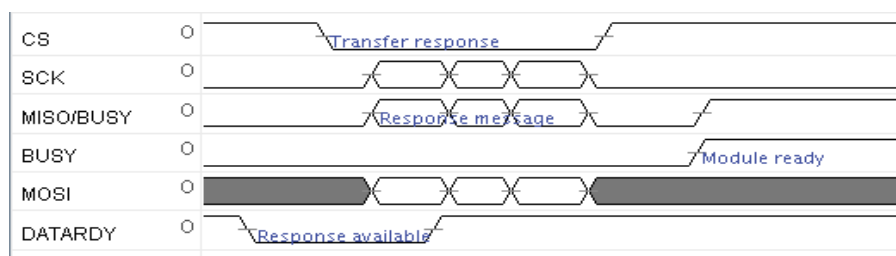 CS O Transfer response
SCK O
MISO/BUSY O Response message
BUSY O Module ready
MOSI O
DATARDY O Response available